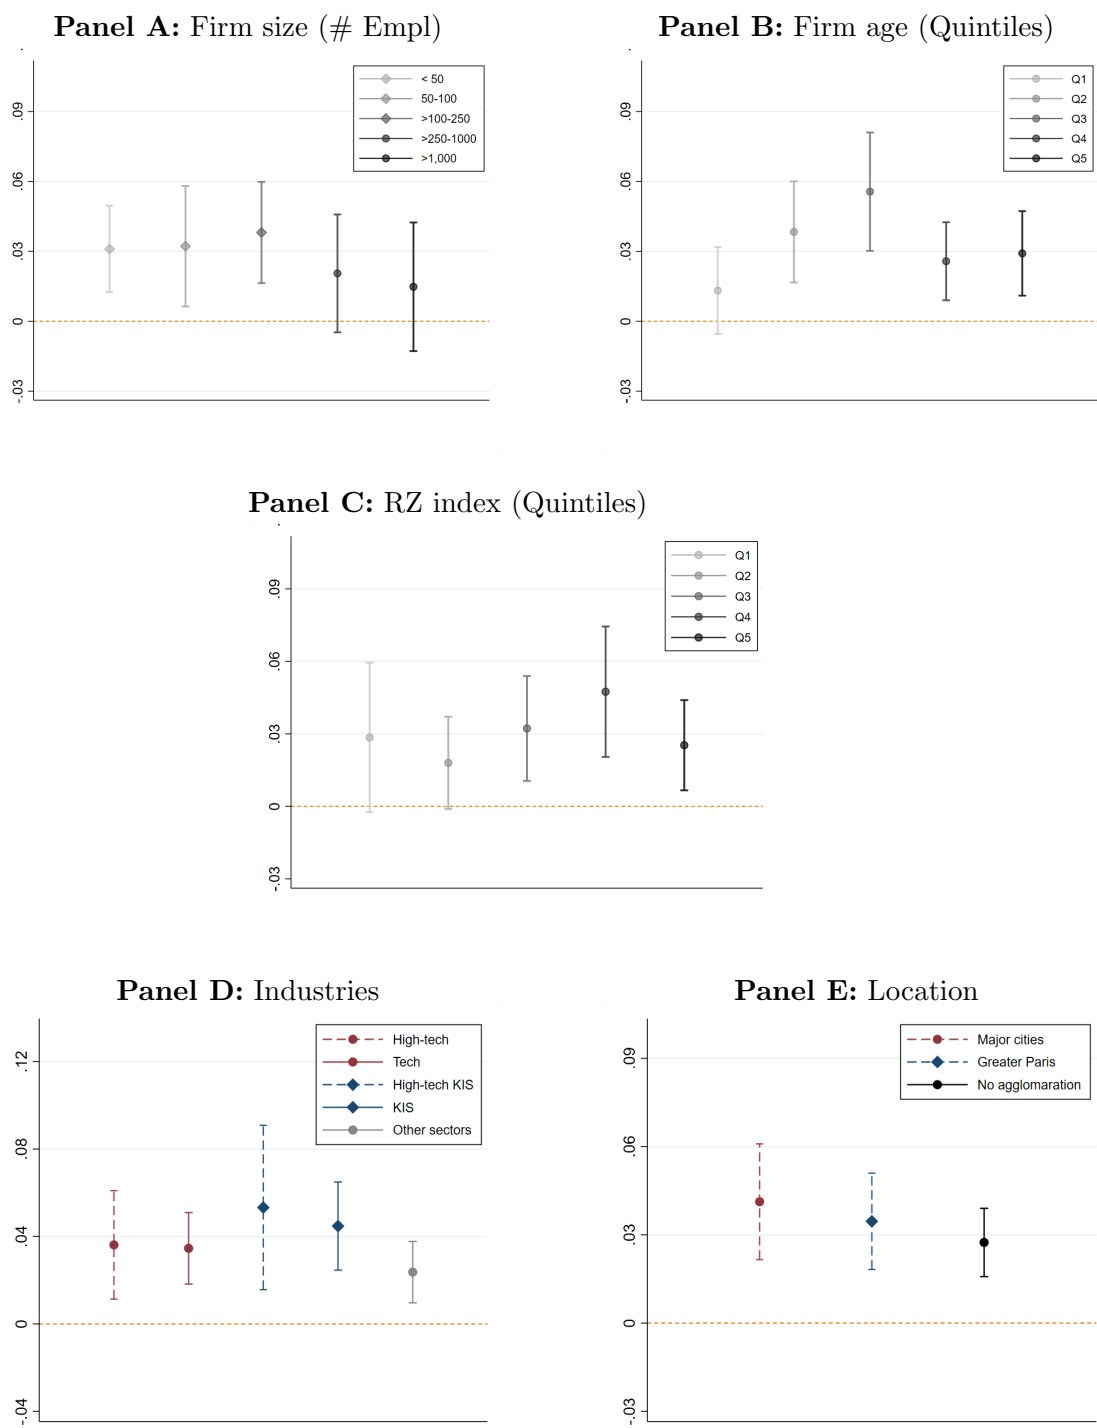 Panel A: Firm size (# Empl)
.09
.06
.03
0
-.03
< 50
50-100
>100-250
>250-1000
>1,000
Panel B: Firm age (Quintiles)
.09
.06
.03
0
-.03
Q1
Q2
Q3
Q4
Q5
Panel C: RZ index (Quintiles)
.09
.06
.03
0
-.03
Q1
Q2
Q3
Q4
Q5
Panel D: Industries
.12
.08
.04
0
-.04
High-tech
Tech
High-tech KIS
KIS
Other sectors
Panel E: Location
.09
.06
.03
0
-.03
Major cities
Greater Paris
No agglomaration